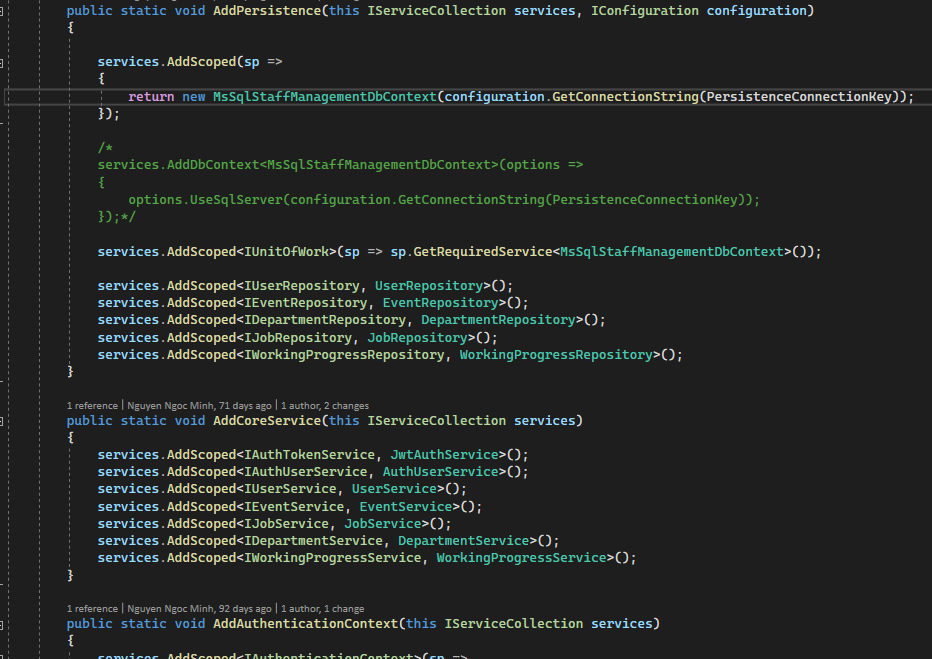 public static void AddPersistence(this IServiceCollection services, IConfiguration configuration)
{
services.AddScoped(sp =>
{
return new MsSqlStaffManagementDbContext(configuration.GetConnectionString(PersistenceConnectionKey));
});
/*
services.AddDbContext<MsSqlStaffManagementDbContext>(options =>
{
options.UseSqlServer(configuration.GetConnectionString(PersistenceConnectionKey));
});*/
services.AddScoped<IUnitOfWork>(sp => sp.GetRequiredService<MsSqlStaffManagementDbContext>());
services.AddScoped<IUserRepository, UserRepository>();
services.AddScoped<IEventRepository, EventRepository>();
services.AddScoped<IDepartmentRepository, DepartmentRepository>();
services.AddScoped<IJobRepository, JobRepository>();
services.AddScoped<IWorkingProgressRepository, WorkingProgressRepository>();
}
1 reference | Nguyen Ngoc Minh, 71 days ago | 1 author, 2 changes
public static void AddCoreService(this IServiceCollection services)
{
services.AddScoped<IAuthTokenService, JwtAuthService>();
services.AddScoped<IAuthUserService, AuthUserService>();
services.AddScoped<IUserService, UserService>();
services.AddScoped<IEventService, EventService>();
services.AddScoped<IJobService, JobService>();
services.AddScoped<IDepartmentService, DepartmentService>();
services.AddScoped<IWorkingProgressService, WorkingProgressService>();
}
1 reference | Nguyen Ngoc Minh, 92 days ago | 1 author, 1 change
public static void AddAuthenticationContext(this IServiceCollection services)
{
services.AddScoped<IAuthenticationContext>(sp =>